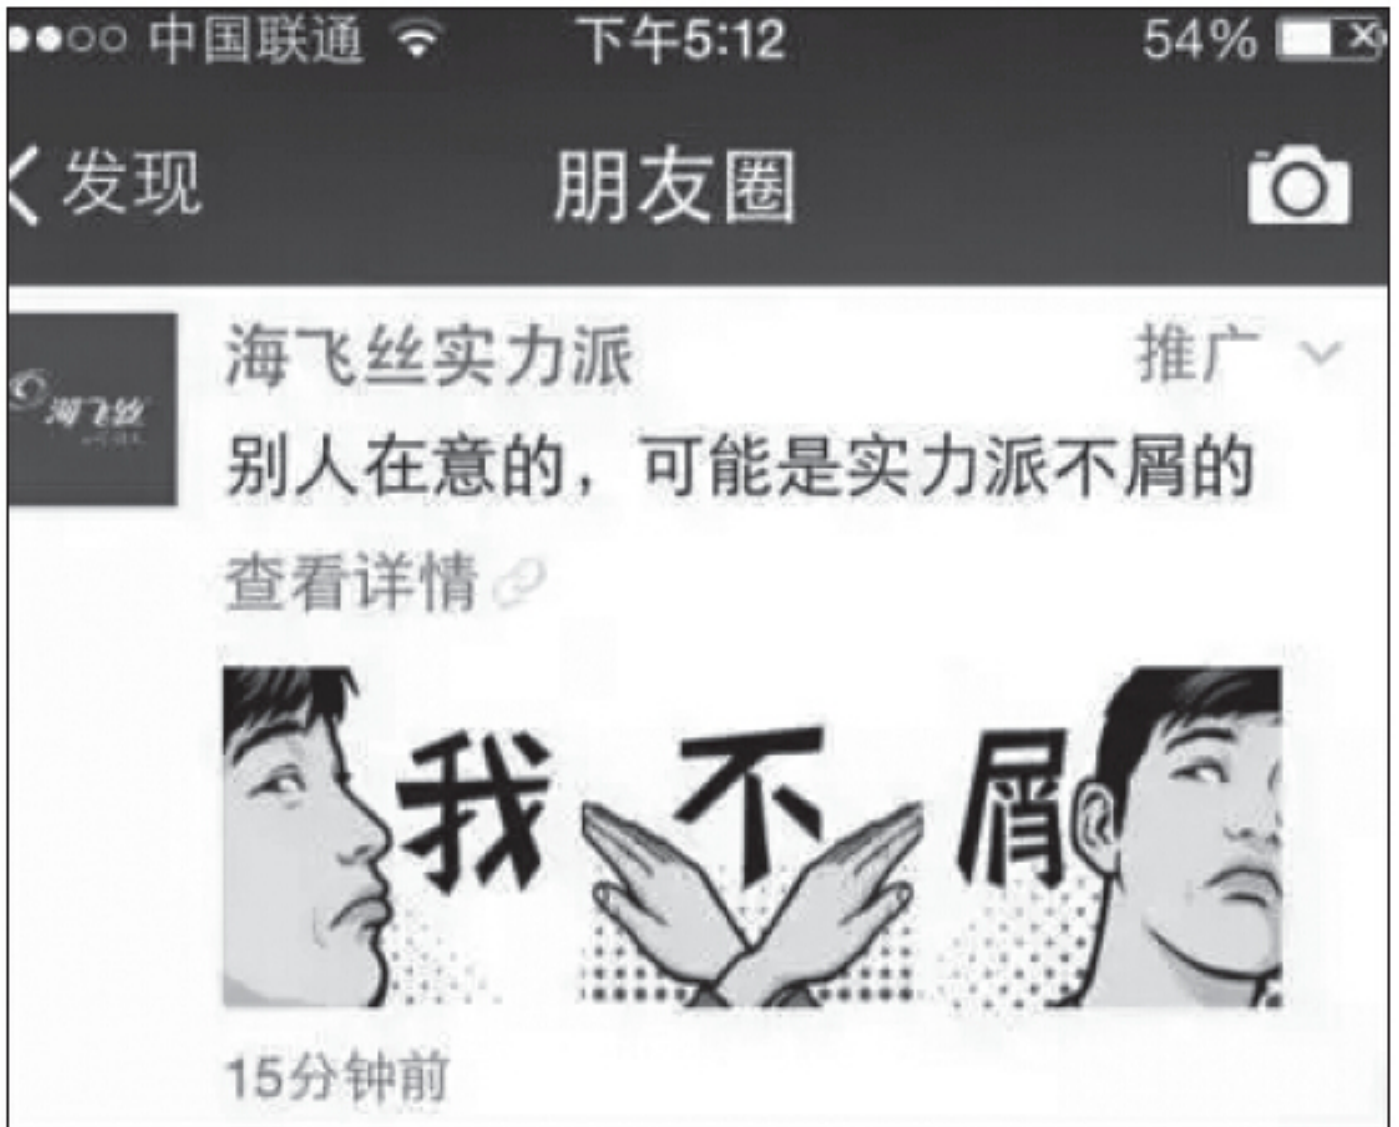 中国联通 下午5:12 54%
发现 朋友圈
海飞丝实力派 推广
别人在意的，可能是实力派不屑的
查看详情
我不屑
15分钟前